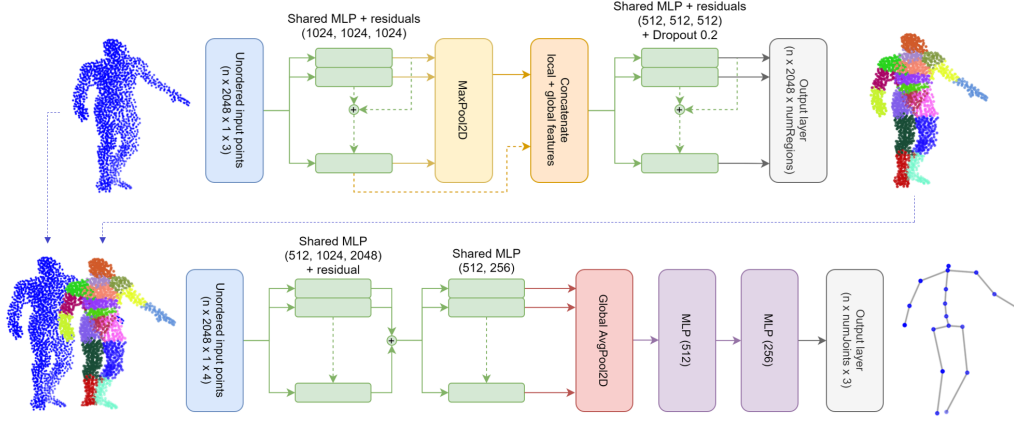 Shared MLP + residuals
(1024, 1024, 1024)
Shared MLP + residuals
(512, 512, 512)
+ Dropout 0.2
Unordered input points
(n x 2048 x 1 x 3)
+
MaxPool2D
Concatenate
local + global features
+
Output layer
(n x 2048 x numRegions)
Shared MLP
(512, 1024, 2048)
+ residual
Shared MLP
(512, 256)
Unordered input points
(n x 2048 x 1 x 4)
+
Global AvgPool2D
MLP (512)
MLP (256)
Output layer
(n x numJoints x 3)